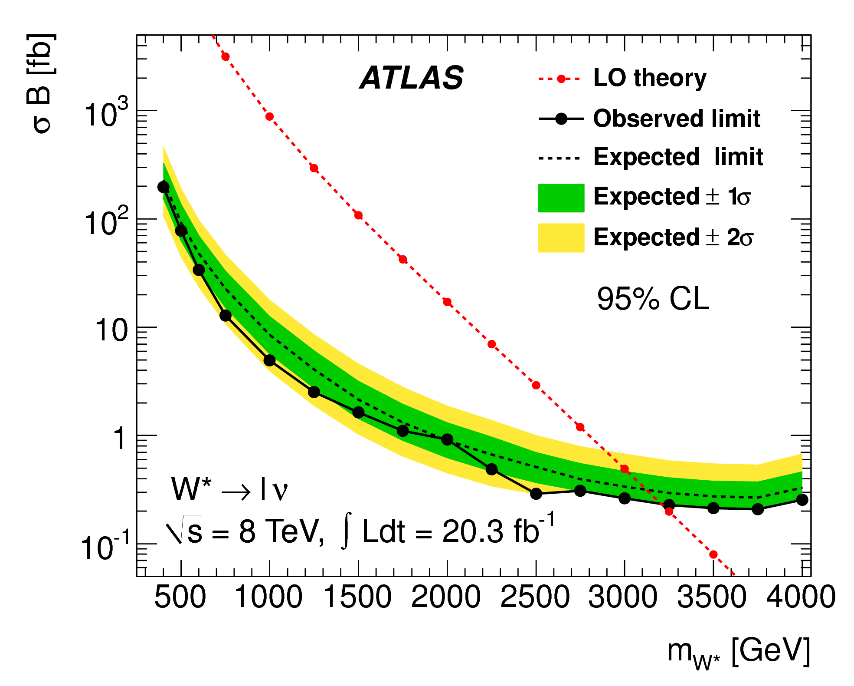 σ B [fb]
ATLAS
LO theory
Observed limit
Expected limit
Expected ± 1σ
Expected ± 2σ
95% CL
10³
10²
10
1
10⁻¹
W* → l ν
√s = 8 TeV, ∫ Ldt = 20.3 fb⁻¹
500 1000 1500 2000 2500 3000 3500 4000
m_W* [GeV]